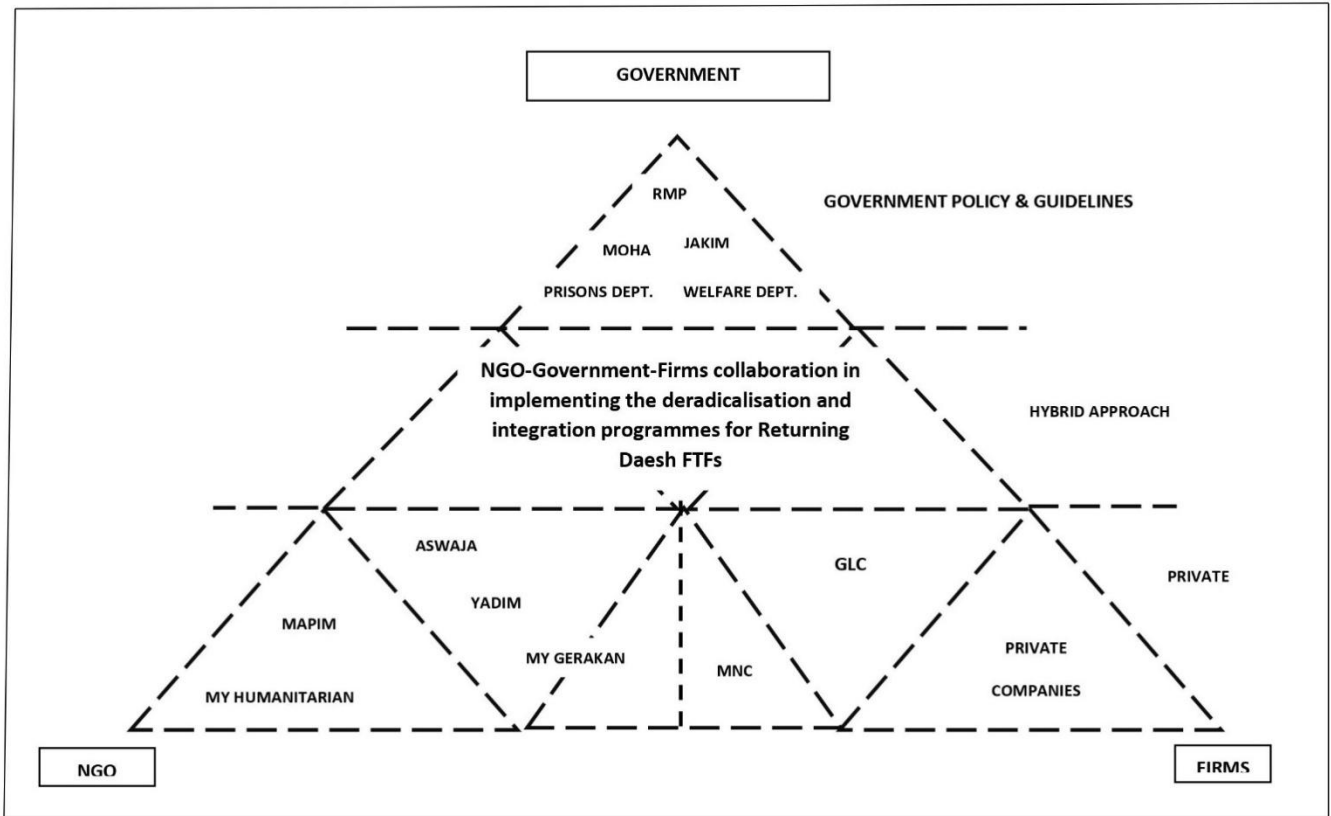 GOVERNMENT
RMP
GOVERNMENT POLICY & GUIDELINES
MOHA
JAKIM
PRISONS DEPT.
WELFARE DEPT.
NGO-Government-Firms collaboration in
implementing the deradicalisation and
integration programmes for Returning
Daesh FTFs
HYBRID APPROACH
ASWAJA
GLC
PRIVATE
YADIM
MAPIM
MY GERAKAN
MNC
PRIVATE
COMPANIES
MY HUMANITARIAN
NGO
FIRMS